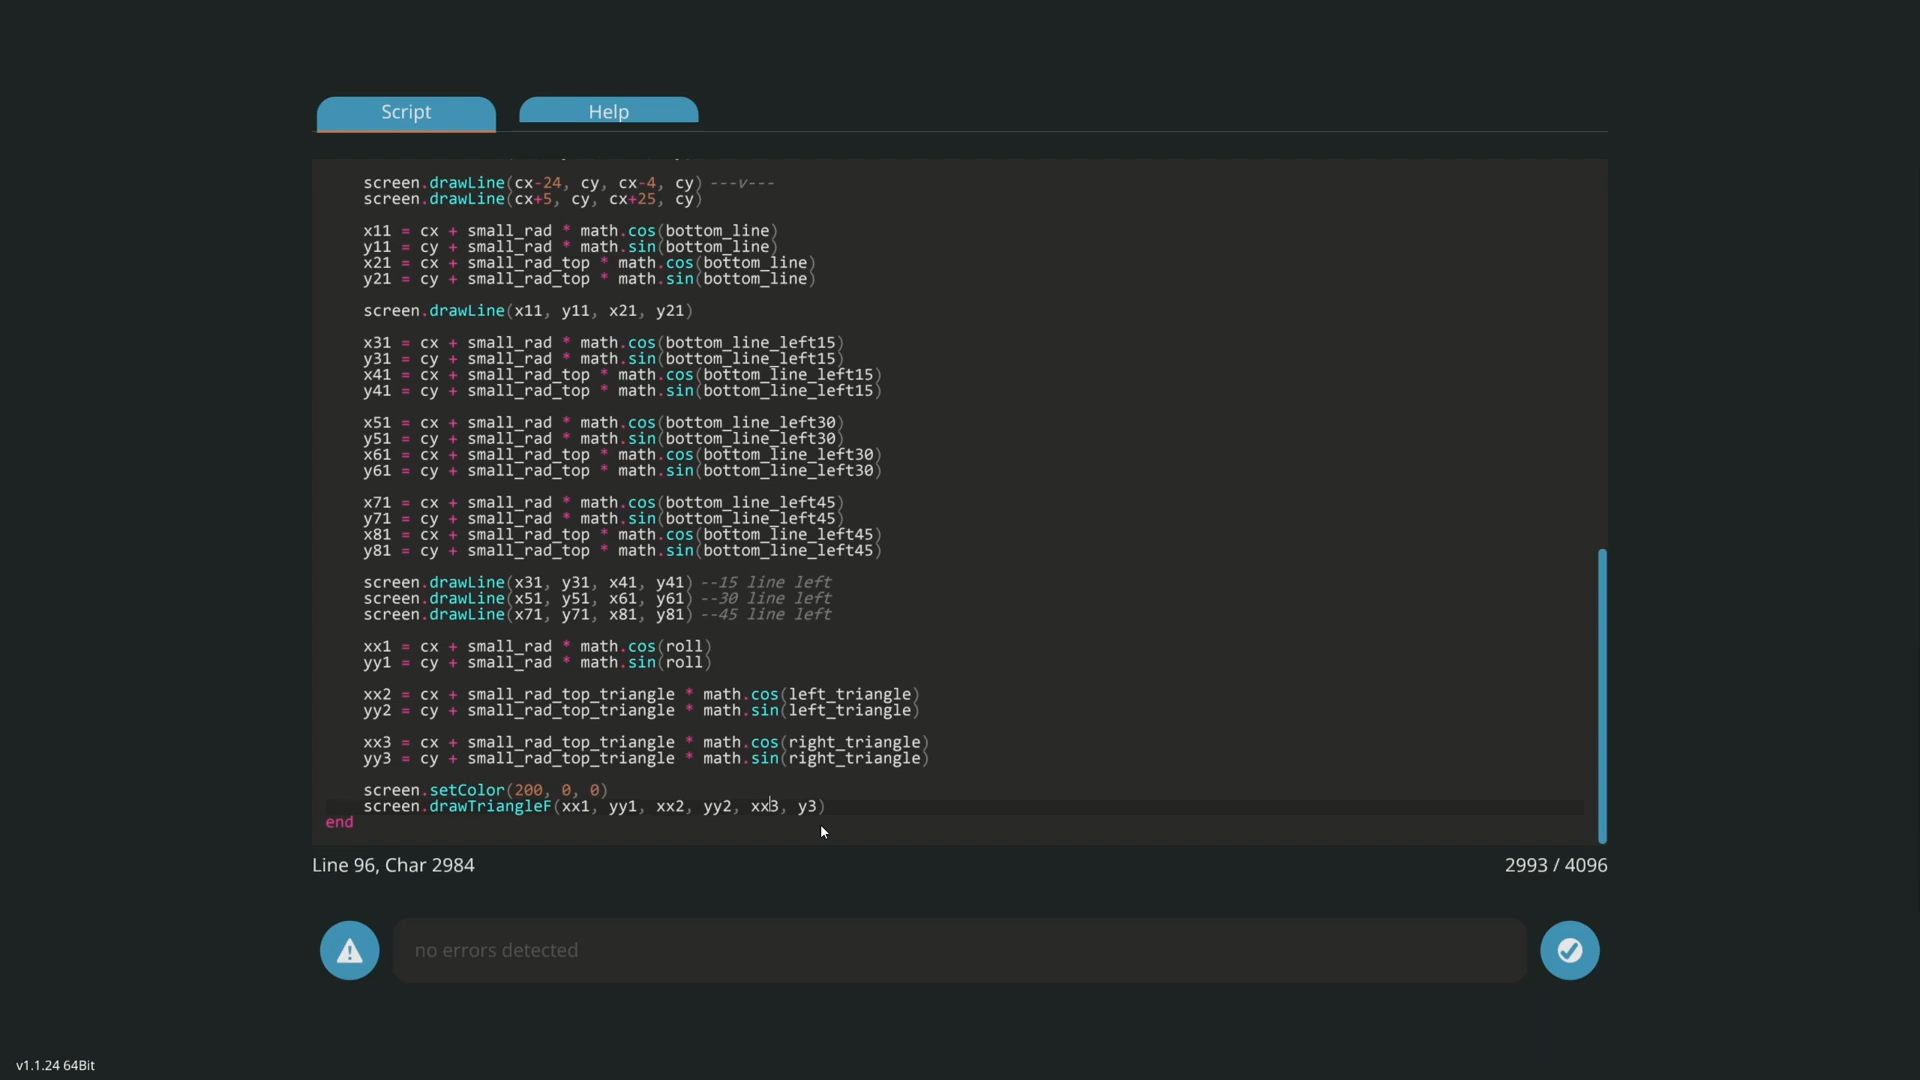 Script Help
screen.drawLine(cx-24, cy, cx-4, cy) ---v---
screen.drawLine(cx+5, cy, cx+25, cy)
x11 = cx + small_rad * math.cos(bottom_line)
y11 = cy + small_rad * math.sin(bottom_line)
x21 = cx + small_rad_top * math.cos(bottom_line)
y21 = cy + small_rad_top * math.sin(bottom_line)
screen.drawLine(x11, y11, x21, y21)
x31 = cx + small_rad * math.cos(bottom_line_left15)
y31 = cy + small_rad * math.sin(bottom_line_left15)
x41 = cx + small_rad_top * math.cos(bottom_line_left15)
y41 = cy + small_rad_top * math.sin(bottom_line_left15)
x51 = cx + small_rad * math.cos(bottom_line_left30)
y51 = cy + small_rad * math.sin(bottom_line_left30)
x61 = cx + small_rad_top * math.cos(bottom_line_left30)
y61 = cy + small_rad_top * math.sin(bottom_line_left30)
x71 = cx + small_rad * math.cos(bottom_line_left45)
y71 = cy + small_rad * math.sin(bottom_line_left45)
x81 = cx + small_rad_top * math.cos(bottom_line_left45)
y81 = cy + small_rad_top * math.sin(bottom_line_left45)
screen.drawLine(x31, y31, x41, y41) --15 line left
screen.drawLine(x51, y51, x61, y61) --30 line left
screen.drawLine(x71, y71, x81, y81) --45 line left
xx1 = cx + small_rad * math.cos(roll)
yy1 = cy + small_rad * math.sin(roll)
xx2 = cx + small_rad_top_triangle * math.cos(left_triangle)
yy2 = cy + small_rad_top_triangle * math.sin(left_triangle)
xx3 = cx + small_rad_top_triangle * math.cos(right_triangle)
yy3 = cy + small_rad_top_triangle * math.sin(right_triangle)
screen.setColor(200, 0, 0)
screen.drawTriangleF(xx1, yy1, xx2, yy2, xx3, y3)
end
Line 96, Char 2984
2993 / 4096
no errors detected
v1.1.24 64Bit